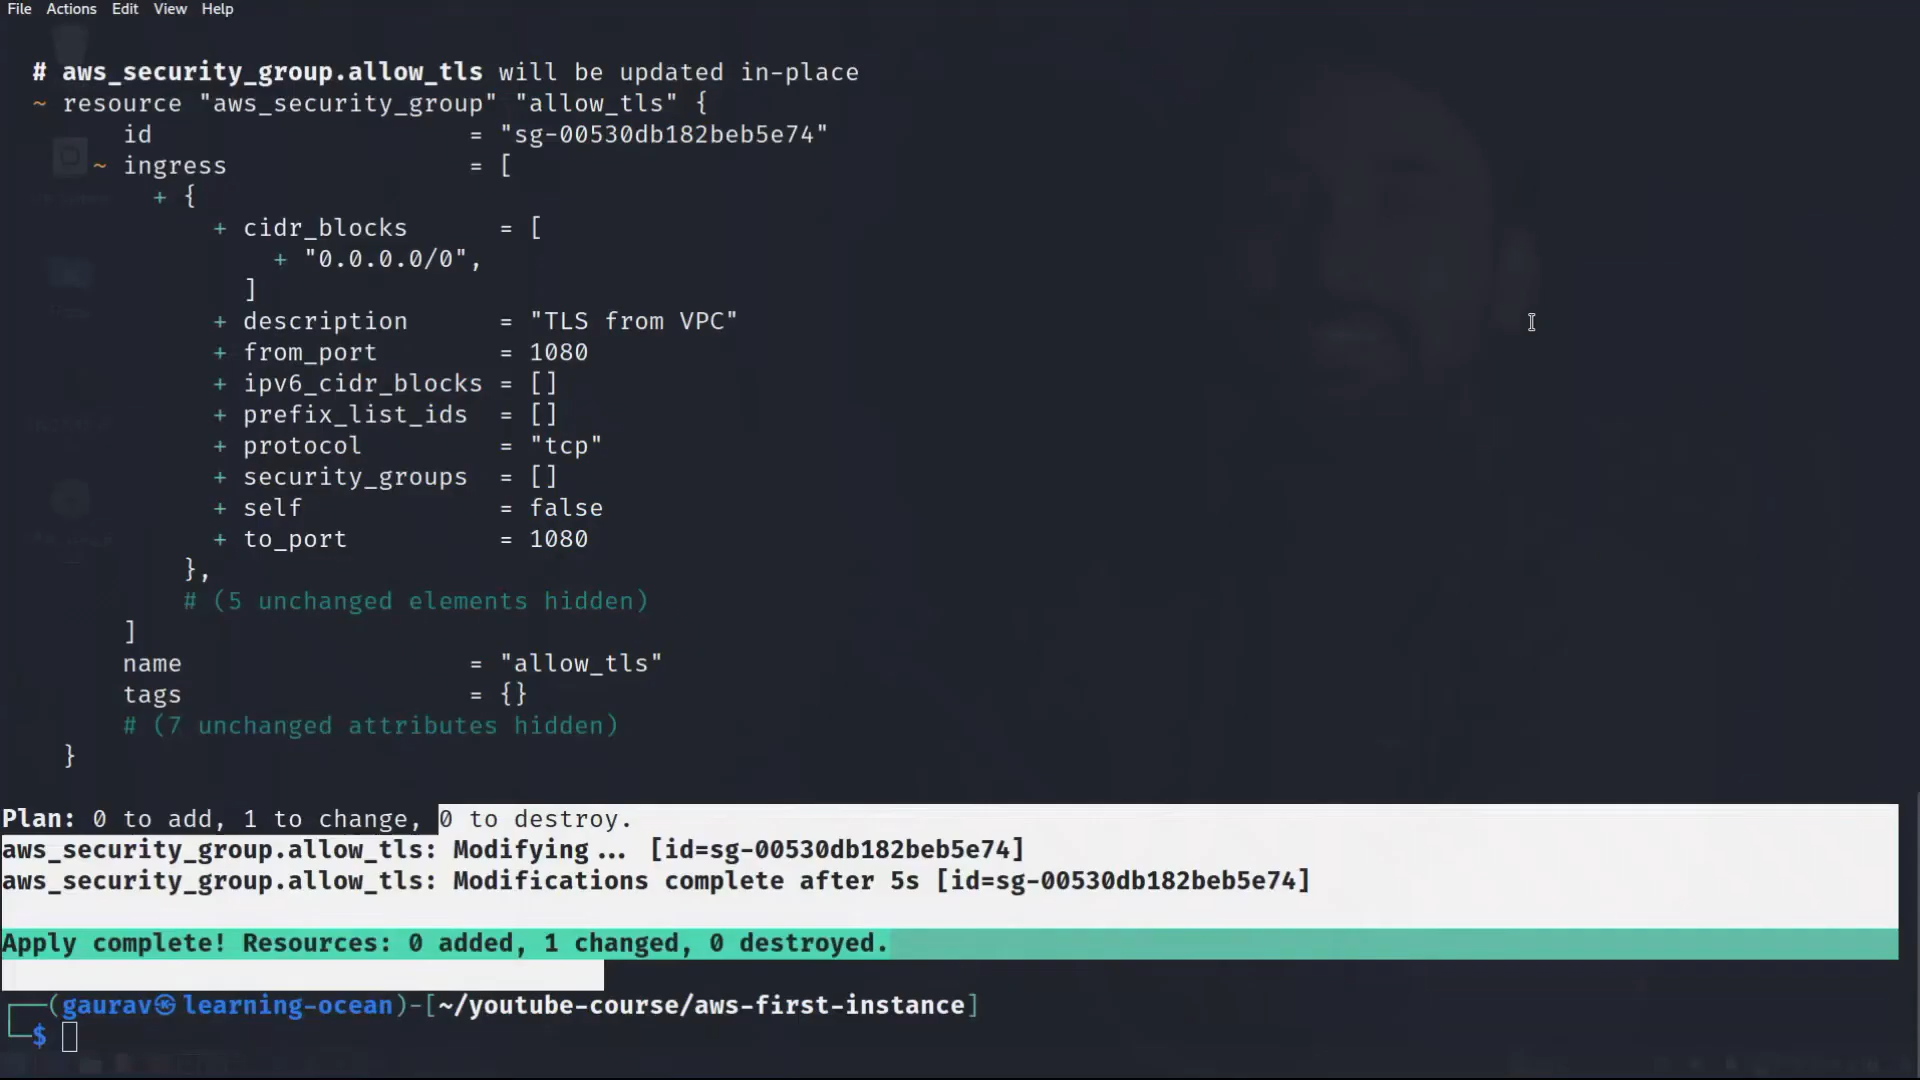 File Actions Edit View Help
# aws_security_group.allow_tls will be updated in-place
~ resource "aws_security_group" "allow_tls" {
id = "sg-00530db182beb5e74"
~ ingress = [
+ {
+ cidr_blocks = [
+ "0.0.0.0/0",
]
+ description = "TLS from VPC"
+ from_port = 1080
+ ipv6_cidr_blocks = []
+ prefix_list_ids = []
+ protocol = "tcp"
+ security_groups = []
+ self = false
+ to_port = 1080
},
# (5 unchanged elements hidden)
]
name = "allow_tls"
tags = {}
# (7 unchanged attributes hidden)
}
Plan: 0 to add, 1 to change, 0 to destroy.
aws_security_group.allow_tls: Modifying... [id=sg-00530db182beb5e74]
aws_security_group.allow_tls: Modifications complete after 5s [id=sg-00530db182beb5e74]
Apply complete! Resources: 0 added, 1 changed, 0 destroyed.
┌──(gaurav㉿learning-ocean)-[~/youtube-course/aws-first-instance]
└─$